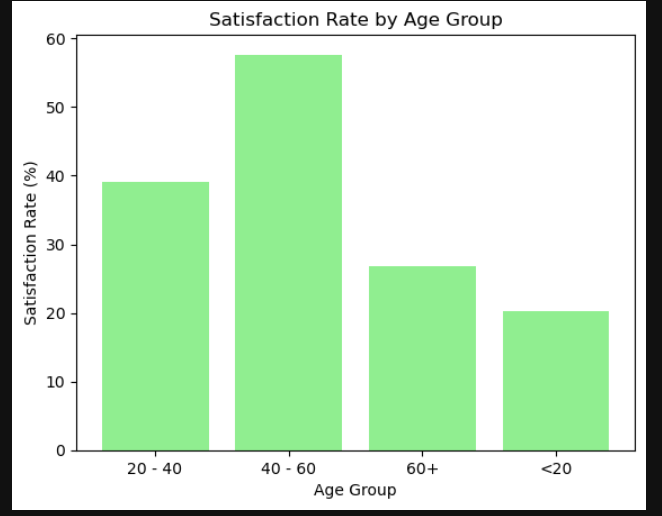 Satisfaction Rate by Age Group
60
50
40
30
20
10
0
Satisfaction Rate (%)
20 - 40 40 - 60 60+ <20
Age Group